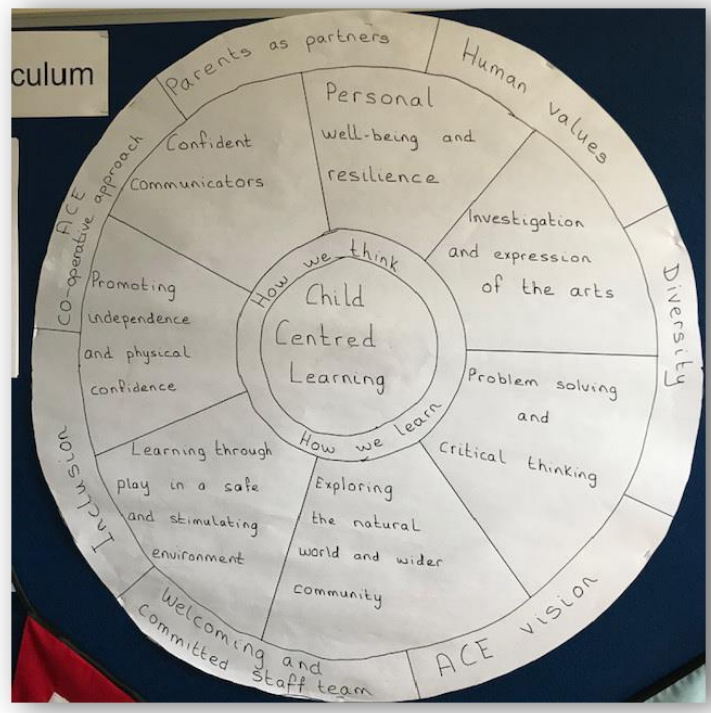 culum
Parents as partners
Human values
Diversity
ACE vision
Welcoming and
committed staff team
Inclusion
ACE
Co-operative approach
Confident
communicators
Personal
well-being and
resilience
Investigation
and expression
of the arts
Problem solving
and
critical thinking
Exploring
the natural
world and wider
community
Learning through
play in a safe
and stimulating
environment
Promoting
independence
and physical
confidence
How we think
How we learn
Child
Centred
Learning